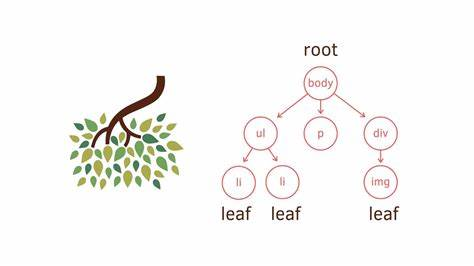 root
body
ul p div
li li img
leaf leaf leaf